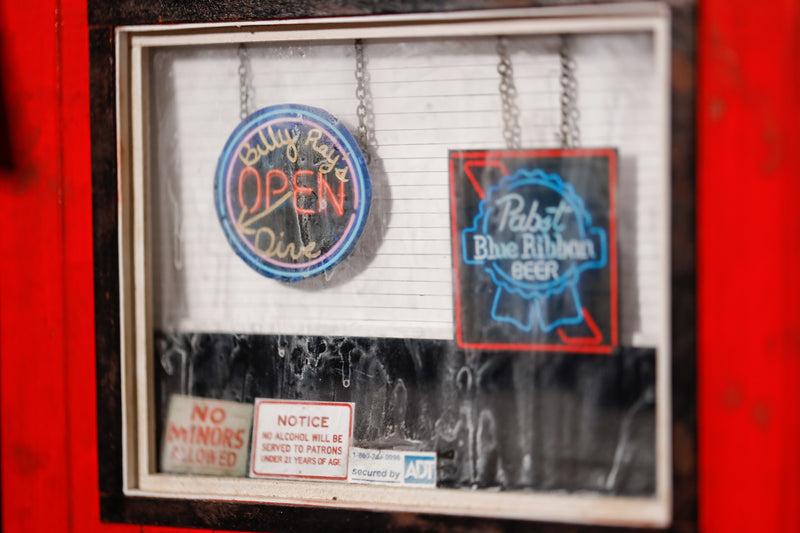 Billy Ray's
OPEN
Dive
Pabst
Blue Ribbon
BEER
NO
MINORS
ALLOWED
NOTICE
NO ALCOHOL WILL BE
SERVED TO PATRONS
UNDER 21 YEARS OF AGE
secured by ADT